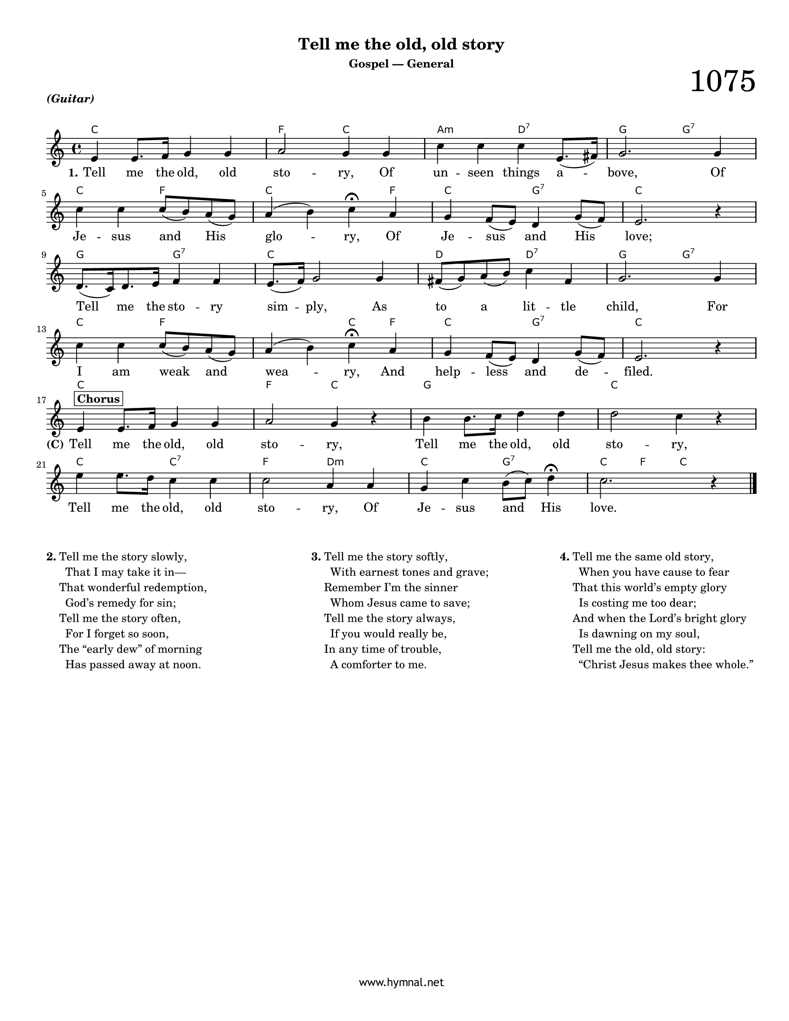 Tell me the old, old story
Gospel — General
1075
(Guitar)
C F C Am D7 G G7
1. Tell me the old, old sto - ry, Of un - seen things a - bove, Of
5 C F C F C G7 C
Je - sus and His glo - ry, Of Je - sus and His love;
9 G G7 C D D7 G G7
Tell me the sto - ry sim - ply, As to a lit - tle child, For
13 C F C F C G7 C
I am weak and wea - ry, And help - less and de - filed.
C F C G C
17 Chorus
(C) Tell me the old, old sto - ry, Tell me the old, old sto - ry,
21 C C7 F Dm C G7 C F C
Tell me the old, old sto - ry, Of Je - sus and His love.
2. Tell me the story slowly,
That I may take it in—
That wonderful redemption,
God's remedy for sin;
Tell me the story often,
For I forget so soon,
The “early dew” of morning
Has passed away at noon.
3. Tell me the story softly,
With earnest tones and grave;
Remember I'm the sinner
Whom Jesus came to save;
Tell me the story always,
If you would really be,
In any time of trouble,
A comforter to me.
4. Tell me the same old story,
When you have cause to fear
That this world's empty glory
Is costing me too dear;
And when the Lord's bright glory
Is dawning on my soul,
Tell me the old, old story:
“Christ Jesus makes thee whole.”
www.hymnal.net